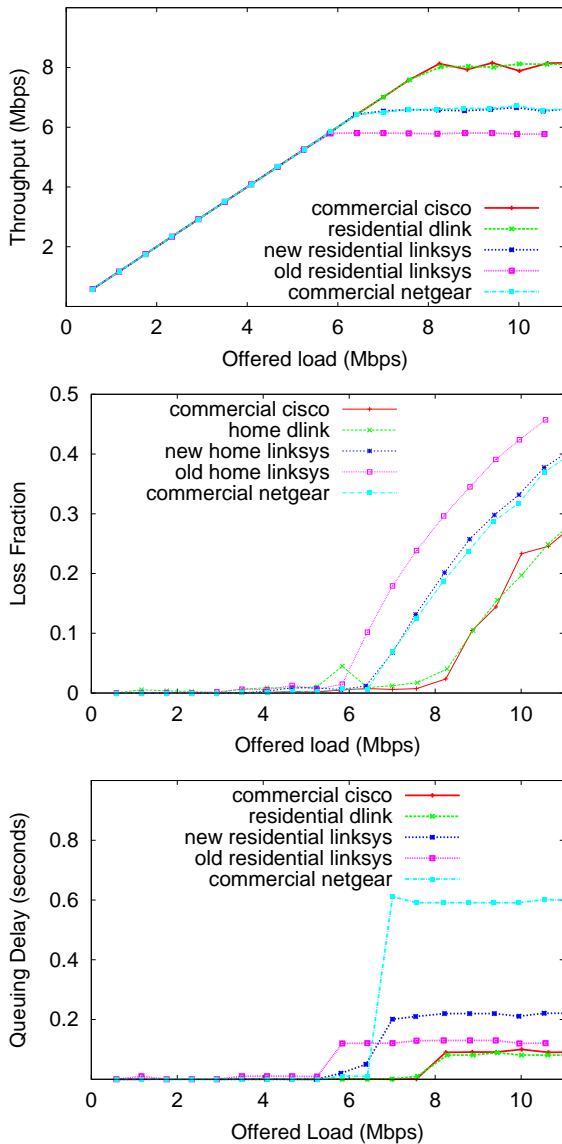 Throughput (Mbps)
8
6
4
2
commercial cisco
residential dlink
new residential linksys
old residential linksys
commercial netgear
0 2 4 6 8 10
Offered load (Mbps)
Loss Fraction
0.5
0.4
0.3
0.2
0.1
0
commercial cisco
home dlink
new home linksys
old home linksys
commercial netgear
0 2 4 6 8 10
Offered load (Mbps)
Queuing Delay (seconds)
0.8
0.6
0.4
0.2
commercial cisco
residential dlink
new residential linksys
old residential linksys
commercial netgear
0 2 4 6 8 10
Offered Load (Mbps)